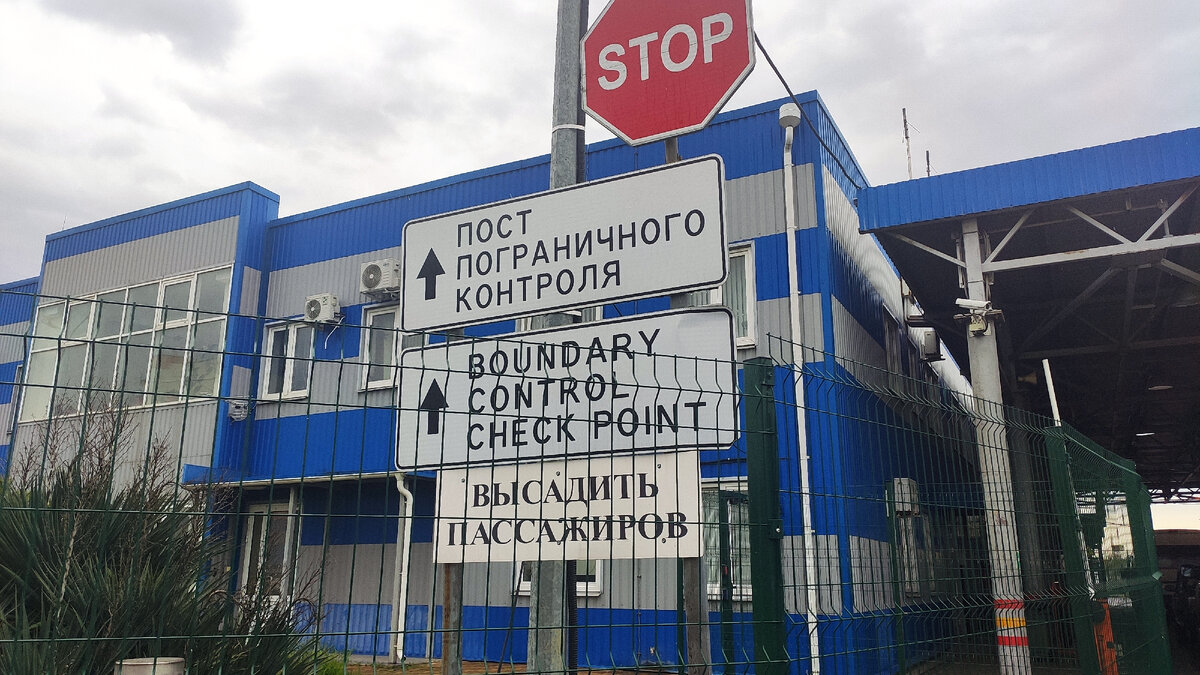 STOP
ПОСТ
ПОГРАНИЧНОГО
КОНТРОЛЯ
BOUNDARY
CONTROL
CHECK POINT
ВЫСАДИТЬ
ПАССАЖИРОВ